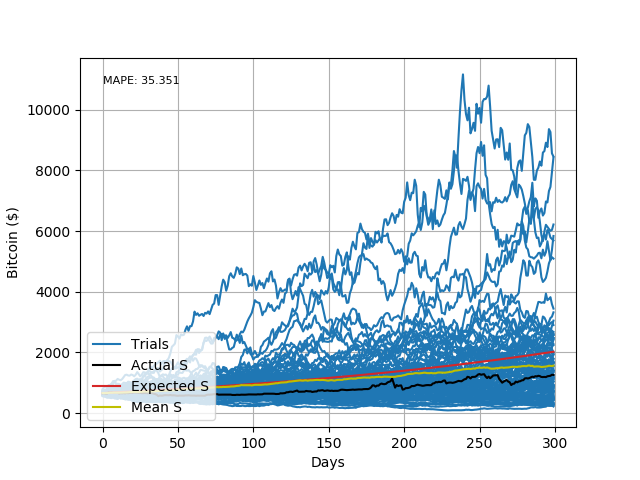 MAPE: 35.351
10000
8000
6000
4000
2000
0
Bitcoin ($)
Trials
Actual S
Expected S
Mean S
0 50 100 150 200 250 300
Days